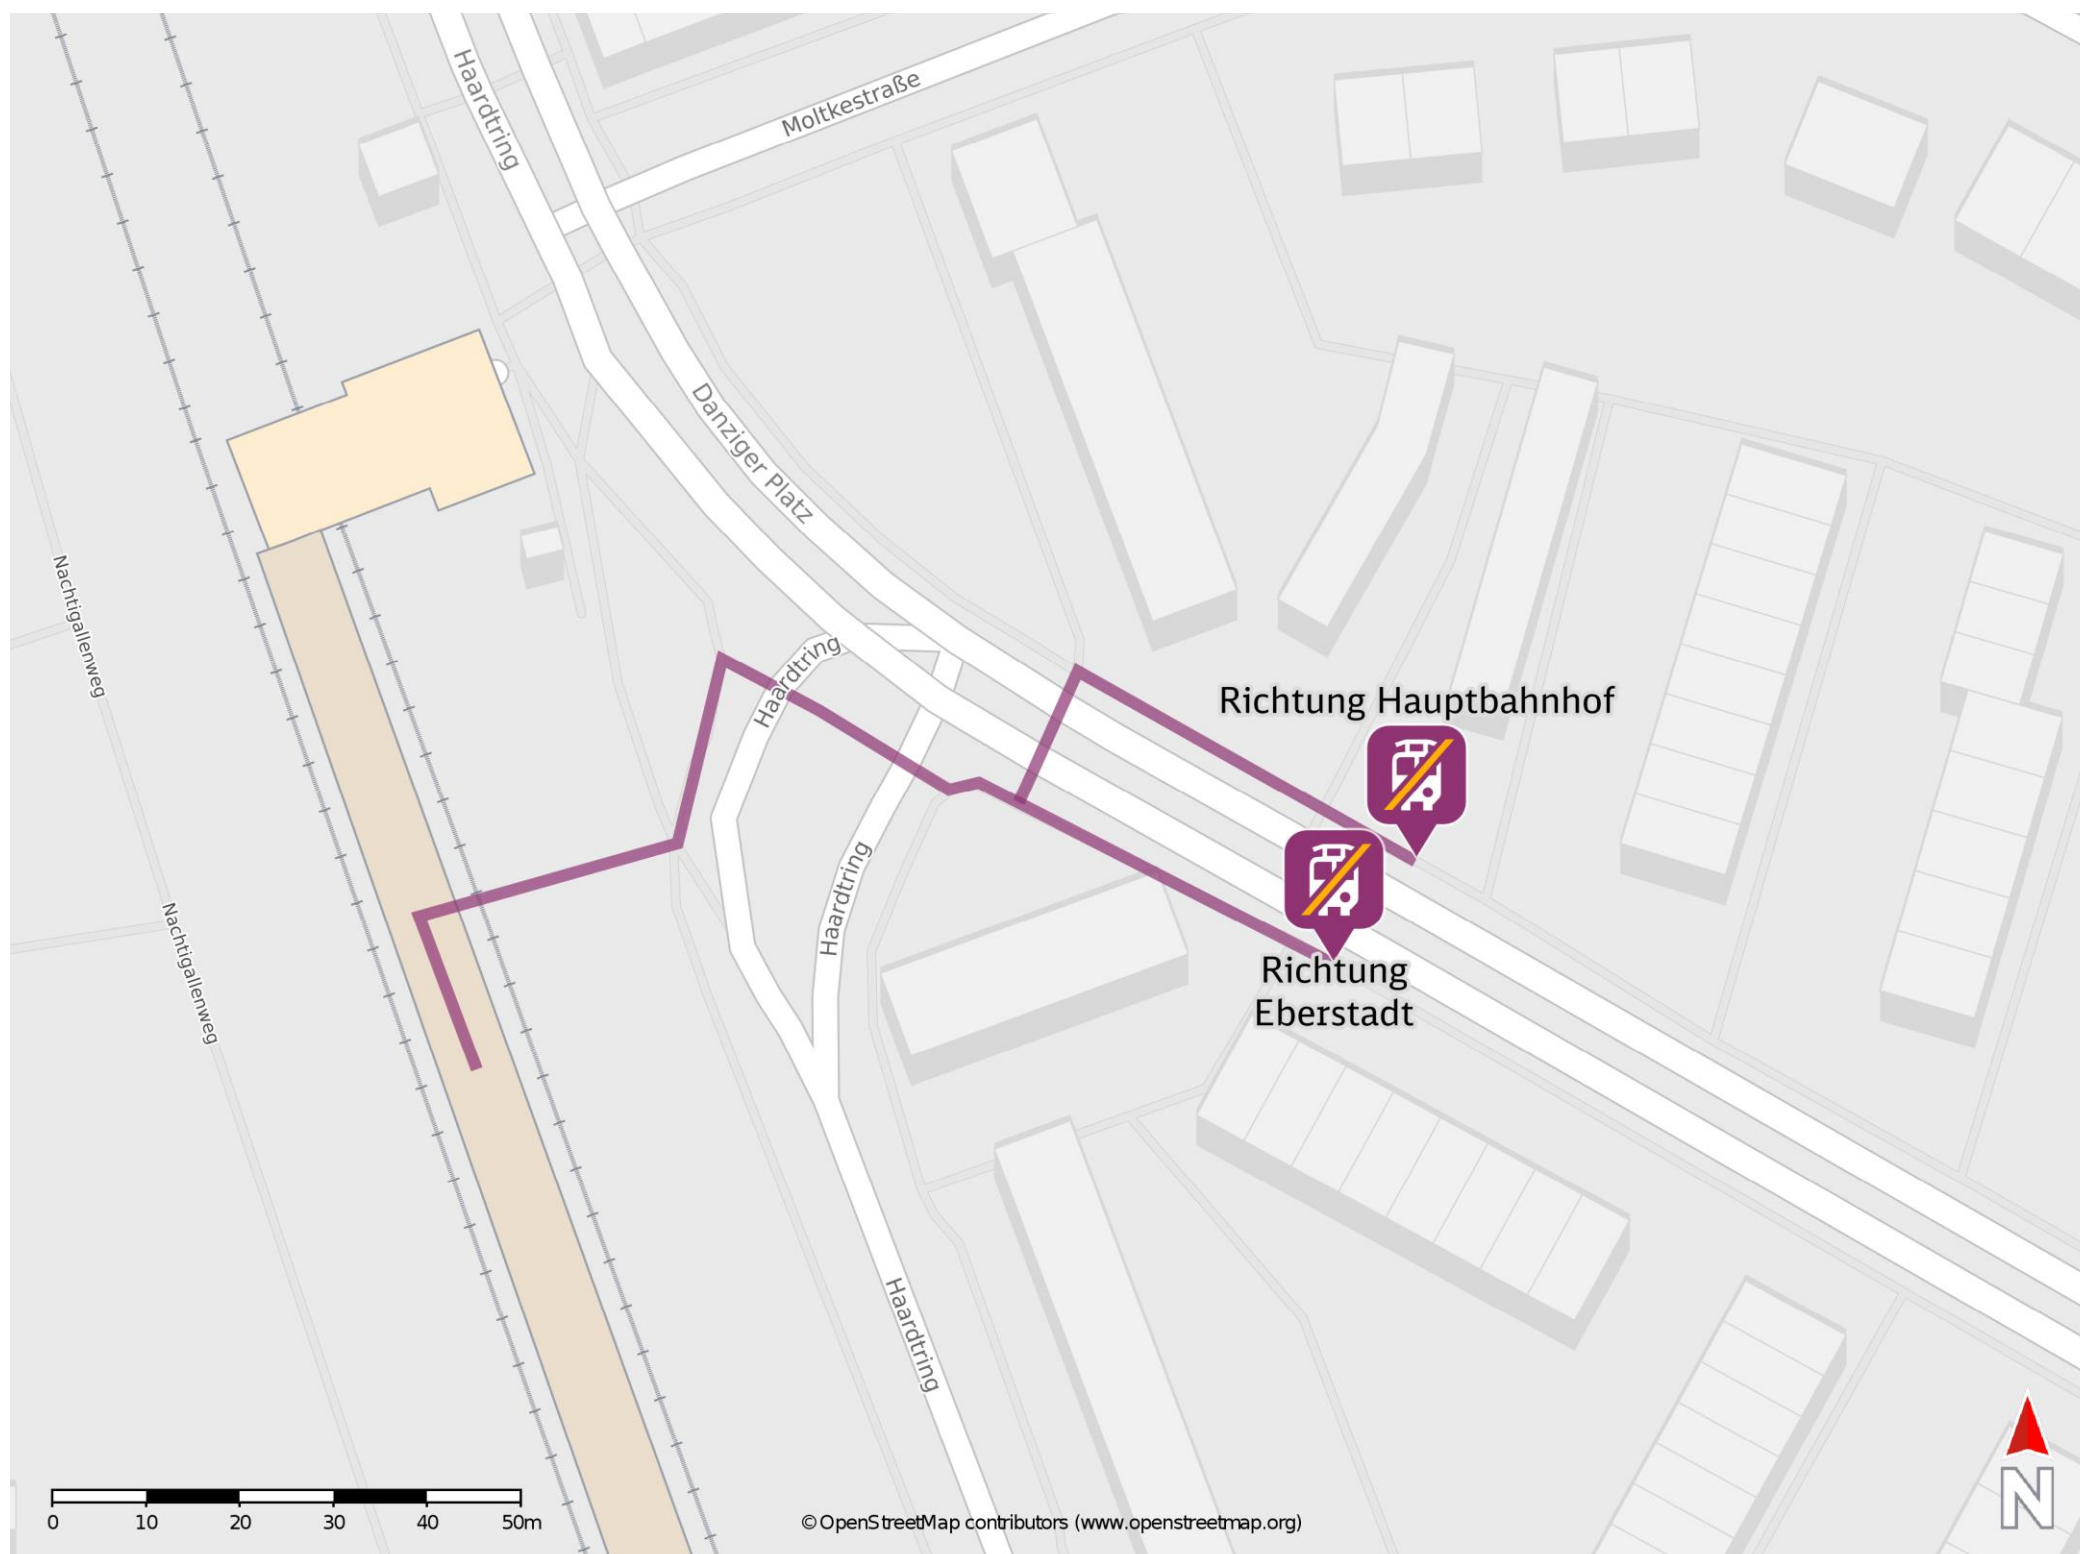 Haardtring
Moltkestraße
Danziger Platz
Nachtigallenweg
Haardtring
Richtung Hauptbahnhof
Haardtring
Nachtigallenweg
Richtung
Eberstadt
Haardtring
0 10 20 30 40 50m
© OpenStreetMap contributors (www.openstreetmap.org)
N